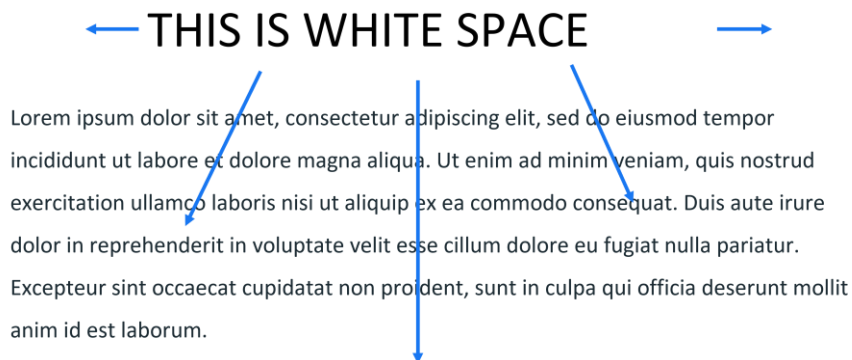 THIS IS WHITE SPACE
Lorem ipsum dolor sit amet, consectetur adipiscing elit, sed do eiusmod tempor
incididunt ut labore et dolore magna aliqua. Ut enim ad minim veniam, quis nostrud
exercitation ullamco laboris nisi ut aliquip ex ea commodo consequat. Duis aute irure
dolor in reprehenderit in voluptate velit esse cillum dolore eu fugiat nulla pariatur.
Excepteur sint occaecat cupidatat non proident, sunt in culpa qui officia deserunt mollit
anim id est laborum.